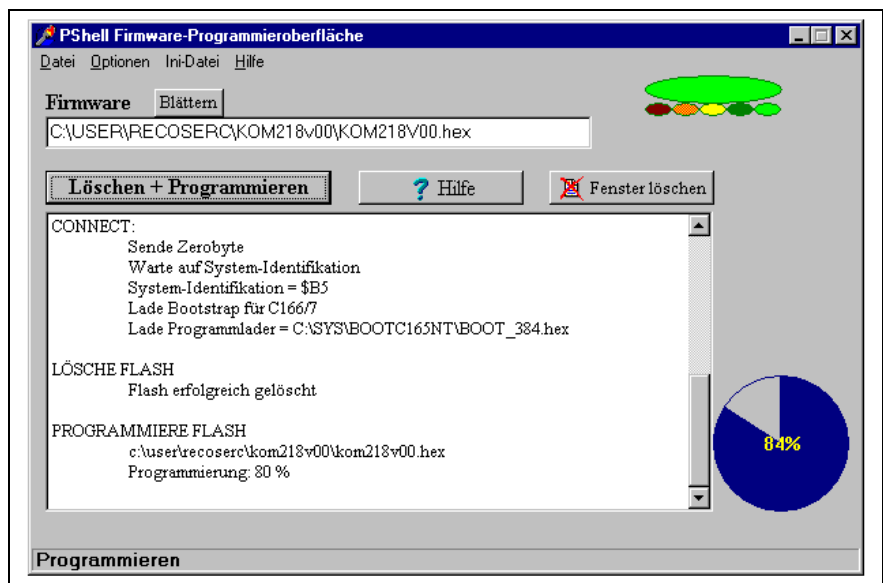 PShell Firmware-Programmieroberfläche
Datei Optionen Ini-Datei Hilfe
Firmware Blättern
C:\USER\RECOSERC\KOM218v00\KOM218V00.hex
Löschen + Programmieren ? Hilfe Fenster löschen
CONNECT:
Sende Zerobyte
Warte auf System-Identifikation
System-Identifikation = $B5
Lade Bootstrap für C166/7
Lade Programmlader = C:\SYS\BOOTC165NT\BOOT_384.hex
LÖSCHE FLASH
Flash erfolgreich gelöscht
PROGRAMMIERE FLASH
c:\user\recoserc\kom218v00\kom218v00.hex
Programmierung: 80 %
84%
Programmieren